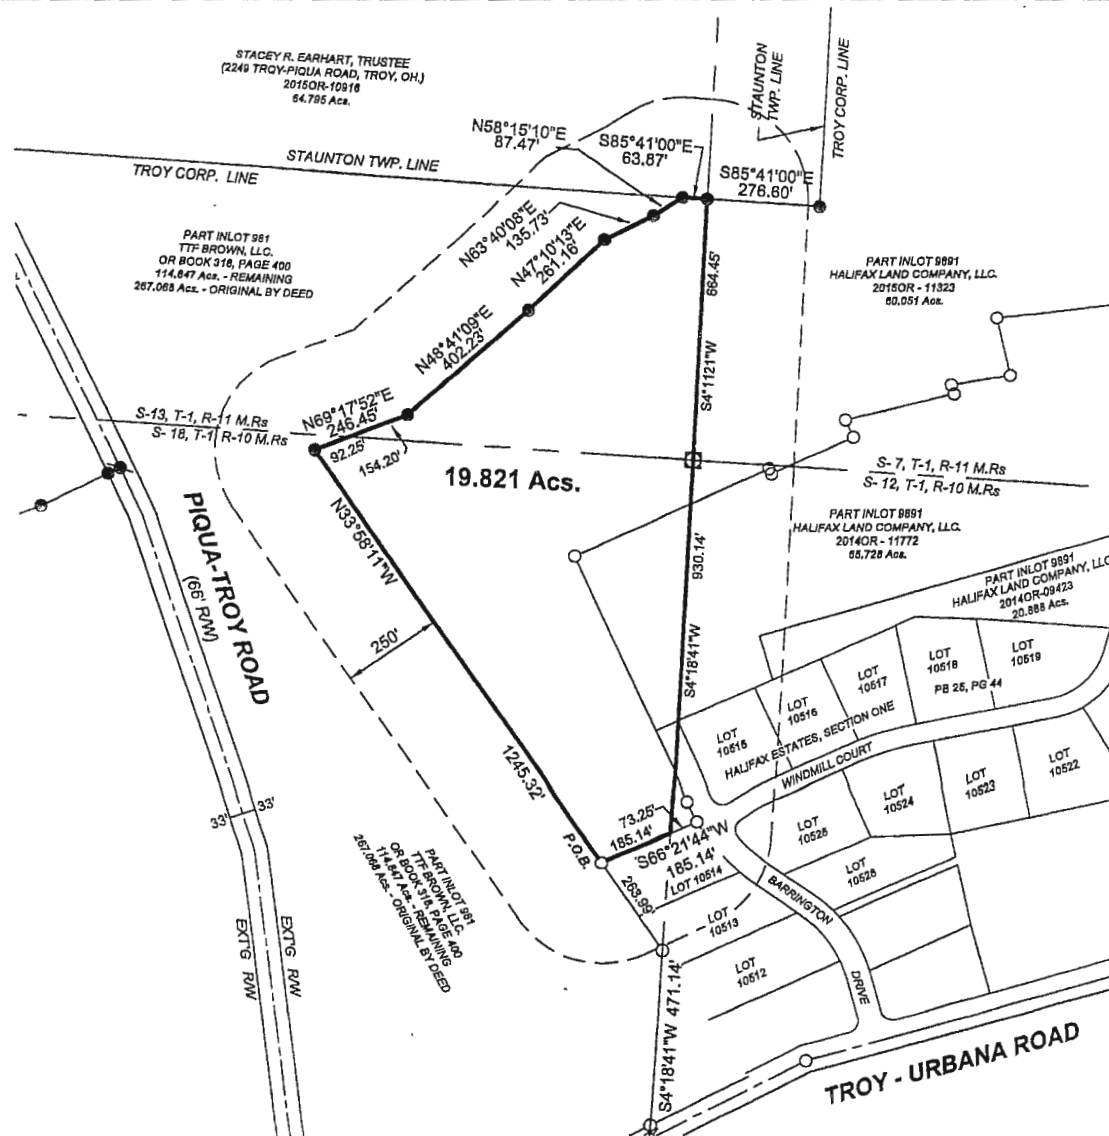 STACEY R. EARHART, TRUSTEE
(2249 TROY-PIQUA ROAD, TROY, OH.)
2015OR-10916
64.795 Acs.
STAUNTON
TWP. LINE
TROY CORP. LINE
N58°15'10"E
87.47'
S85°41'00"E
63.87'
S85°41'00"E
276.60'
STAUNTON TWP. LINE
TROY CORP. LINE
N63°40'08"E
135.73'
N47°10'13"E
261.16'
PART INLOT 981
TTF BROWN, LLC.
OR BOOK 318, PAGE 400
114.847 Acs. - REMAINING
267.068 Acs. - ORIGINAL BY DEED
PART INLOT 9891
HALIFAX LAND COMPANY, LLC.
2015OR - 11323
60.051 Acs.
664.45'
S4°1121"W
N48°41'09"E
402.23'
N69°17'52"E
246.45'
92.25'
154.20'
S-13, T-1, R-11 M.Rs
S- 18, T-1, R-10 M.Rs
19.821 Acs.
S- 7, T-1, R-11 M.Rs
S- 12, T-1, R-10 M.Rs
PART INLOT 9891
HALIFAX LAND COMPANY, LLC.
2014OR - 11772
65.728 Acs.
PIQUA-TROY ROAD
(66' R/W)
N33°58'11"W
1245.32'
250'
930.14'
S4°18'41"W
PART INLOT 9891
HALIFAX LAND COMPANY, LLC
2014OR-09423
20.888 Acs.
LOT
10519
LOT
10518
LOT
10517
LOT
10516
LOT
10515
PB 25, PG 44
HALIFAX ESTATES, SECTION ONE
WINDMILL COURT
LOT
10522
LOT
10523
LOT
10524
LOT
10525
LOT
10526
33'
33'
73.25'
185.14'
P.O.B.
S66°21'44"W
185.14'
LOT 10514
263.99'
LOT
10513
LOT
10512
BARRINGTON
DRIVE
PART INLOT 981
TTF BROWN, LLC.
OR BOOK 318, PAGE 400
114.847 Acs. - REMAINING
267.068 Acs. - ORIGINAL BY DEED
EXT'G R/W
EXT'G R/W
S4°18'41"W 471.14'
TROY - URBANA ROAD